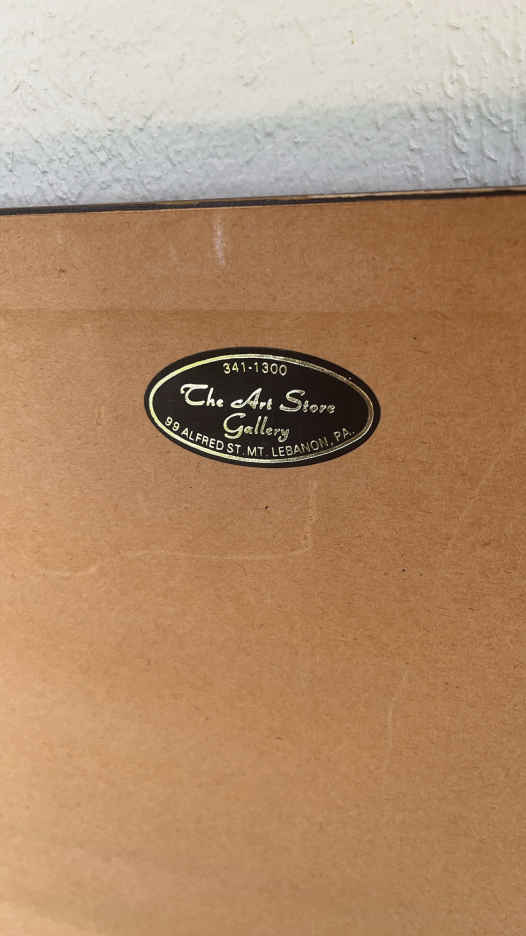 341-1300
The Art Store
Gallery
99 ALFRED ST. MT. LEBANON, PA.